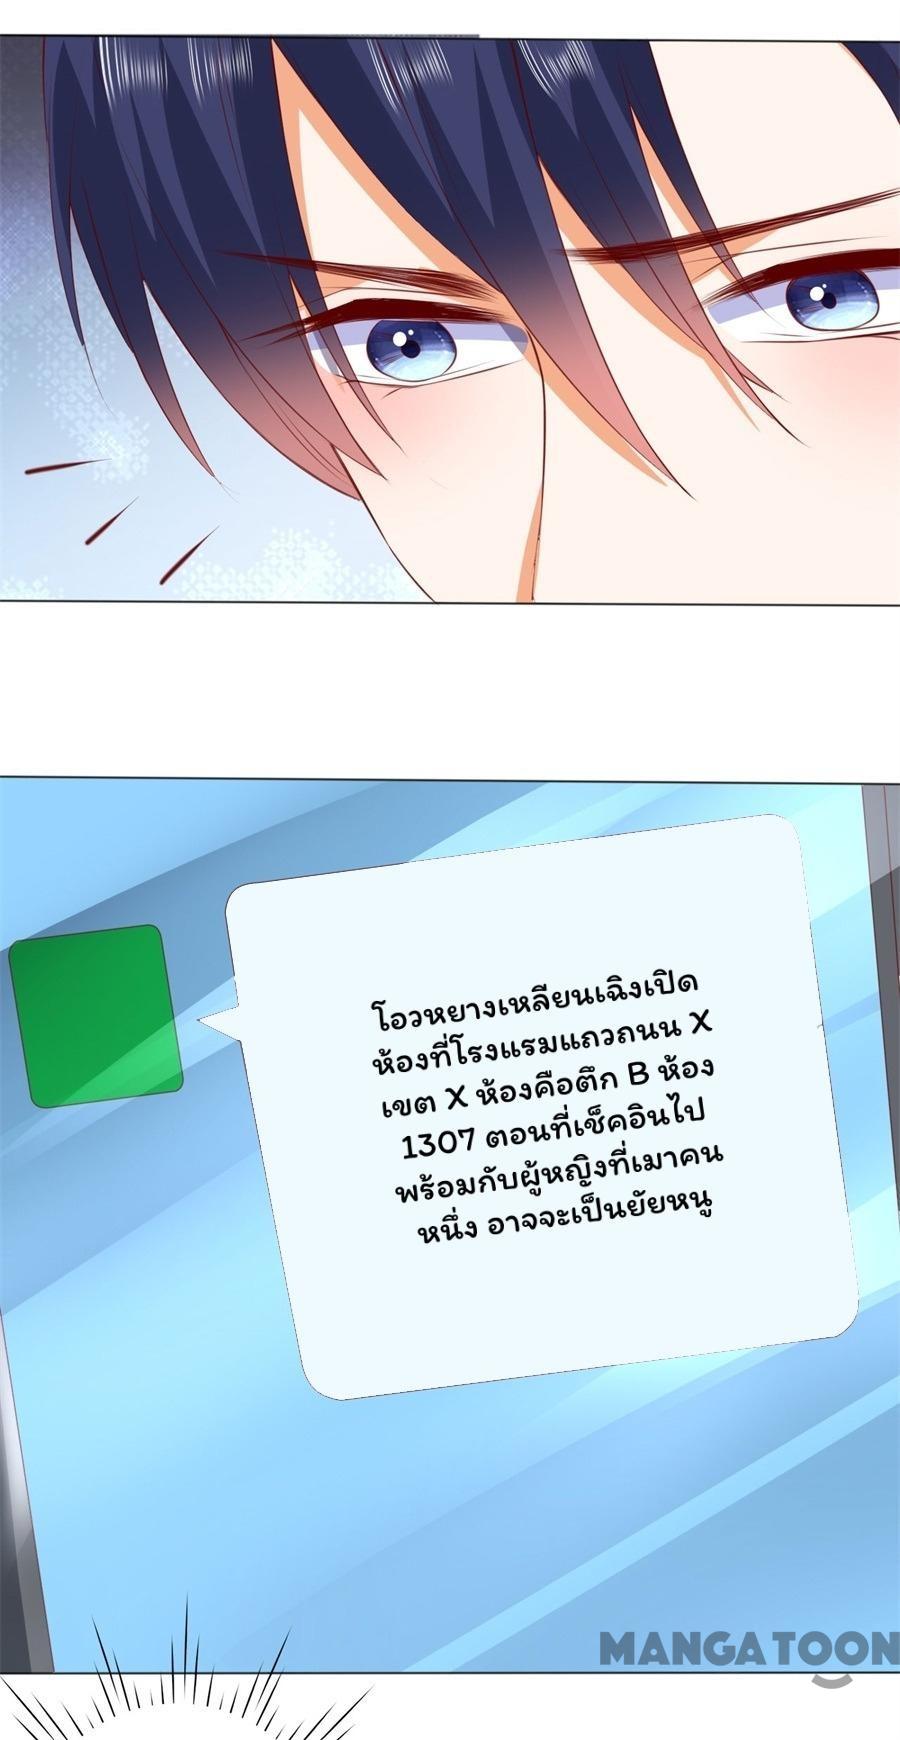 โอวหยางเหลียนเฉิงเปิด
ห้องที่โรงแรมแถวถนน X
เขต X ห้องคือตึก B ห้อง
1307 ตอนที่เช็คอินไป
พร้อมกับผู้หญิงที่เมาคน
หนึ่ง อาจจะเป็นยัยหนู
MANGATOON